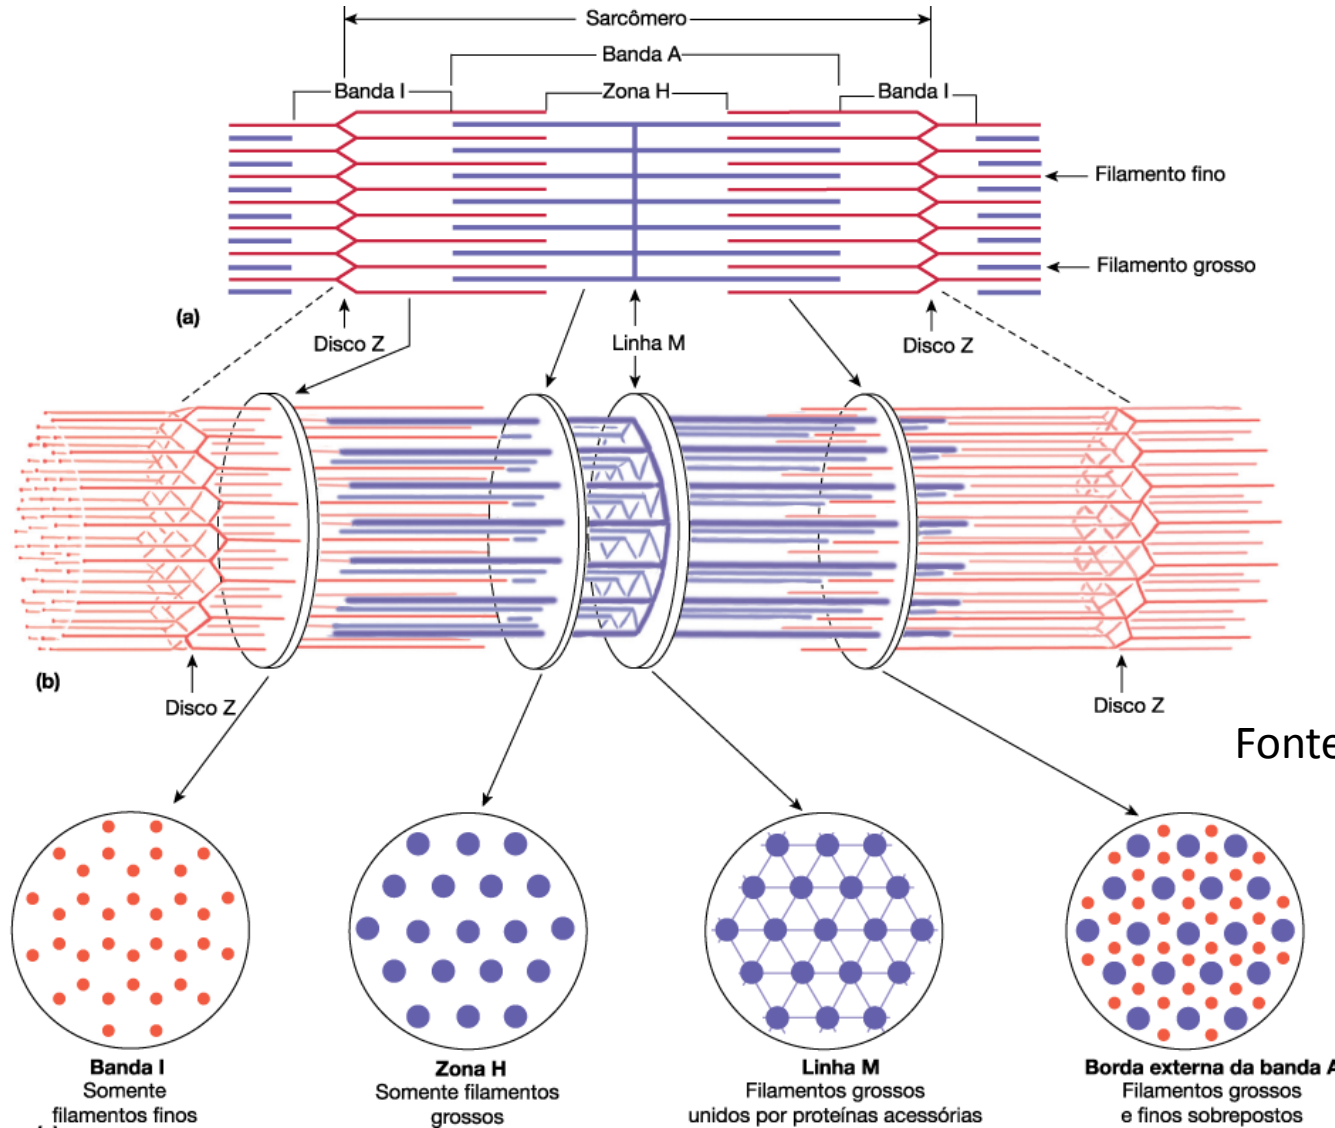 Sarcômero
Banda A
Banda I
Zona H
Banda I
Filamento fino
Filamento grosso
(a)
Disco Z
Linha M
Disco Z
(b)
Disco Z
Disco Z
Fonte
Banda I
Somente
filamentos finos
Zona H
Somente filamentos
grossos
Linha M
Filamentos grossos
unidos por proteínas acessórias
Borda externa da banda A
Filamentos grossos
e finos sobrepostos